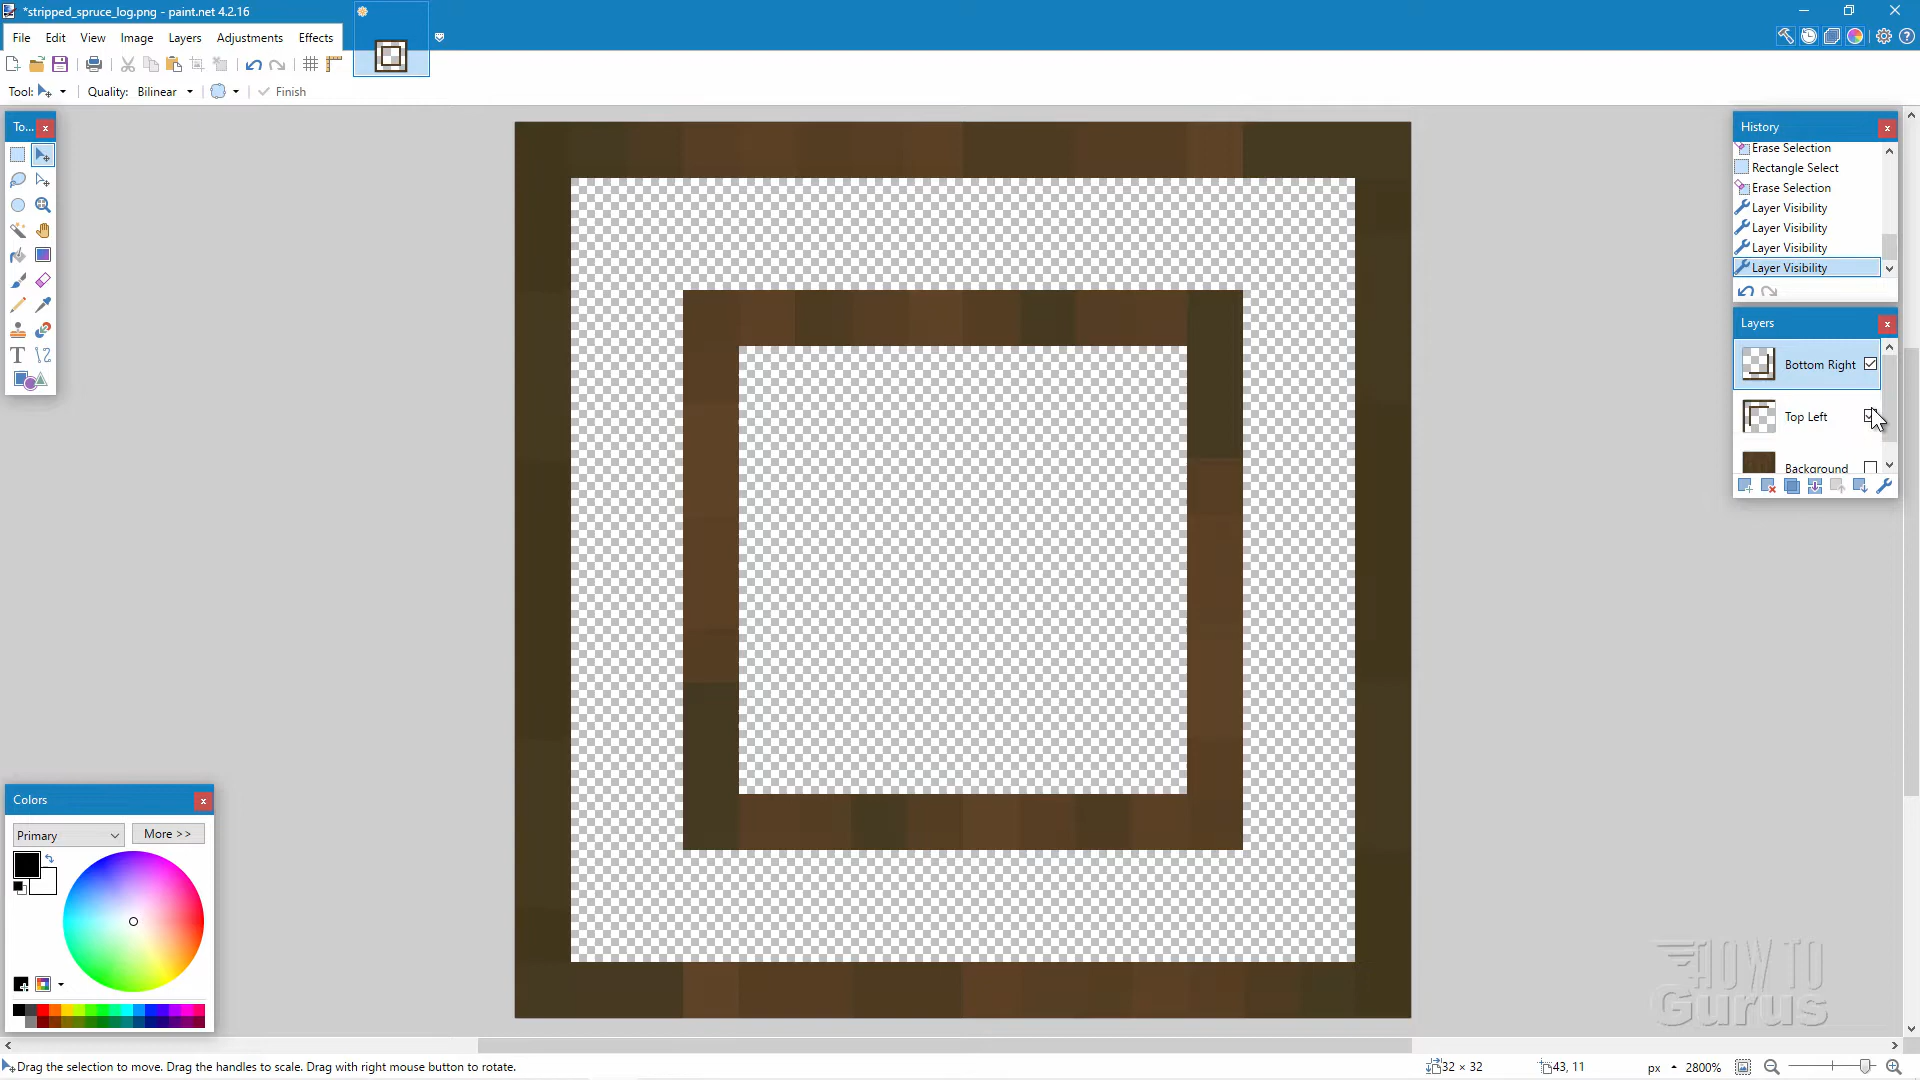 *stripped_spruce_log.png - paint.net 4.2.16
File Edit View Image Layers Adjustments Effects
Tool: Quality: Bilinear Finish
To... x
History x
Erase Selection
Rectangle Select
Erase Selection
Layer Visibility
Layer Visibility
Layer Visibility
Layer Visibility
Layers x
Bottom Right
Top Left
Background
Colors x
Primary More >>
HOW TO
Gurus
Drag the selection to move. Drag the handles to scale. Drag with right mouse button to rotate. 32 × 32 43, 11 px 2800%